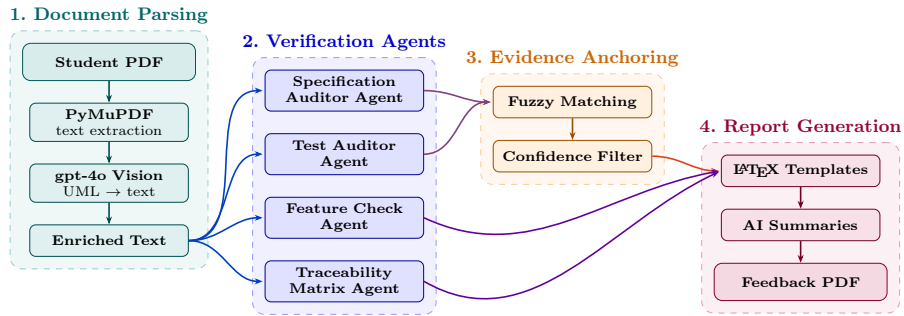 1. Document Parsing
Student PDF
PyMuPDF
text extraction
gpt-4o Vision
UML → text
Enriched Text
2. Verification Agents
Specification
Auditor Agent
Test Auditor
Agent
Feature Check
Agent
Traceability
Matrix Agent
3. Evidence Anchoring
Fuzzy Matching
Confidence Filter
4. Report Generation
LATEX Templates
AI Summaries
Feedback PDF